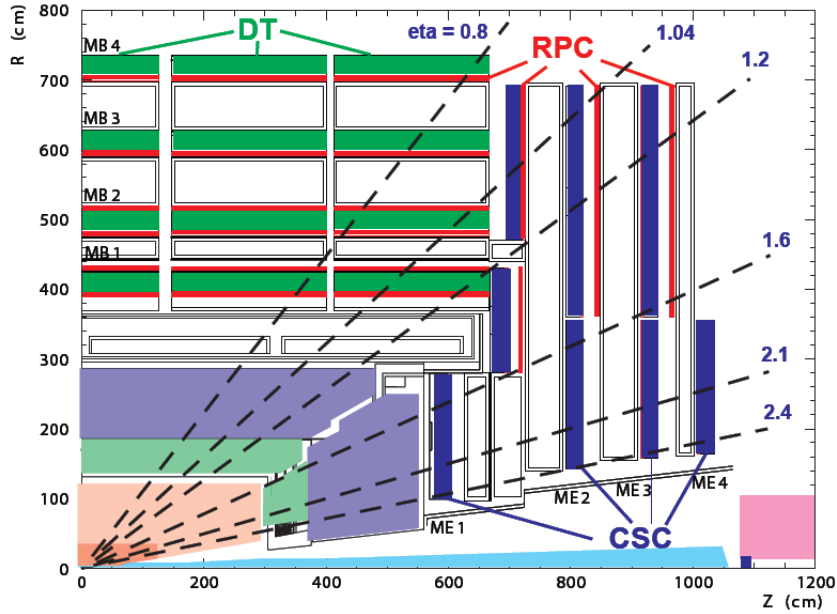 R (cm)
800
700
600
500
400
300
200
100
0
MB 4
MB 3
MB 2
MB 1
DT
eta = 0.8
RPC
1.04
1.2
1.6
2.1
2.4
ME 1
ME 2
ME 3
ME 4
CSC
0
200
400
600
800
1000
1200
Z (cm)